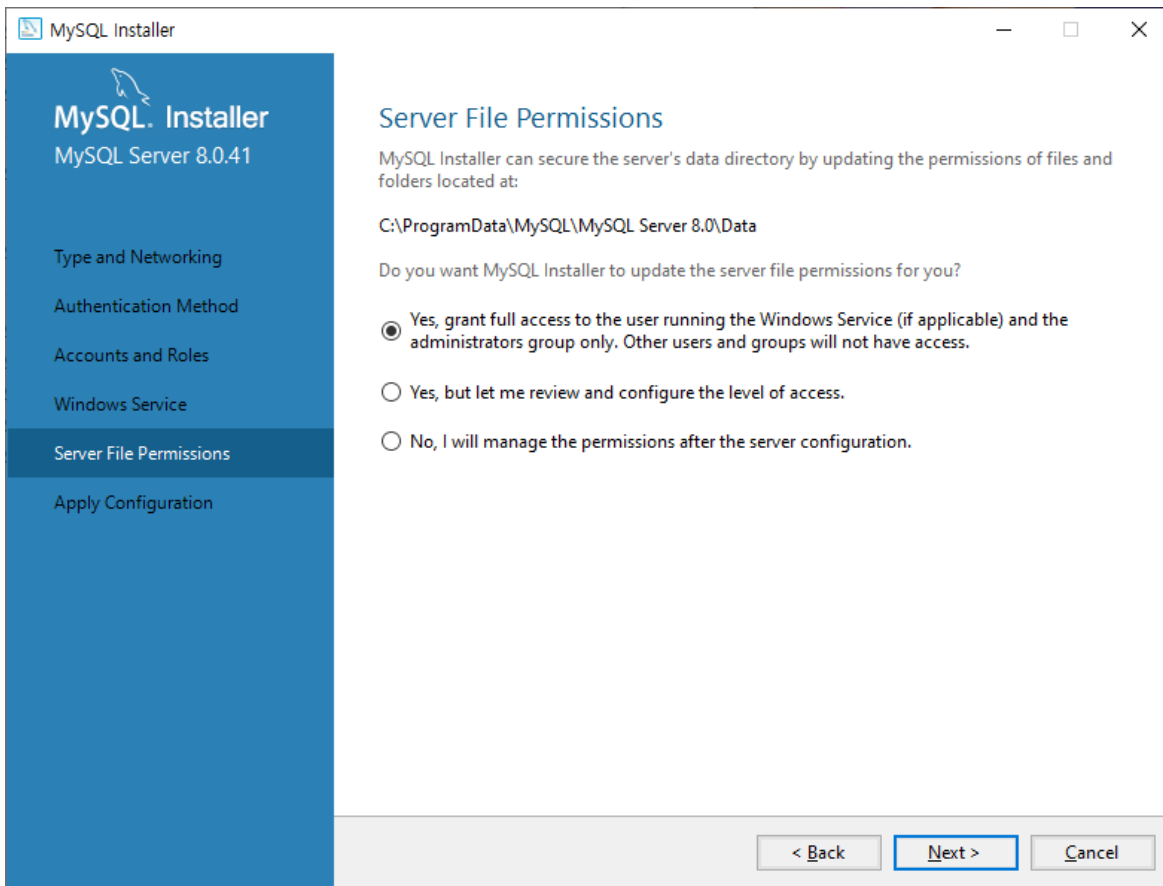 MySQL Installer
MySQL. Installer
MySQL Server 8.0.41
Type and Networking
Authentication Method
Accounts and Roles
Windows Service
Server File Permissions
Apply Configuration
Server File Permissions
MySQL Installer can secure the server's data directory by updating the permissions of files and
folders located at:
C:\ProgramData\MySQL\MySQL Server 8.0\Data
Do you want MySQL Installer to update the server file permissions for you?
Yes, grant full access to the user running the Windows Service (if applicable) and the
administrators group only. Other users and groups will not have access.
Yes, but let me review and configure the level of access.
No, I will manage the permissions after the server configuration.
< Back
Next >
Cancel